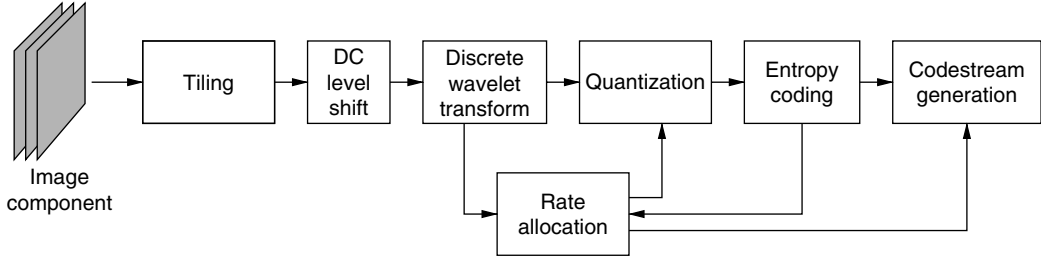 Image
component
Tiling
DC
level
shift
Discrete
wavelet
transform
Quantization
Entropy
coding
Codestream
generation
Rate
allocation